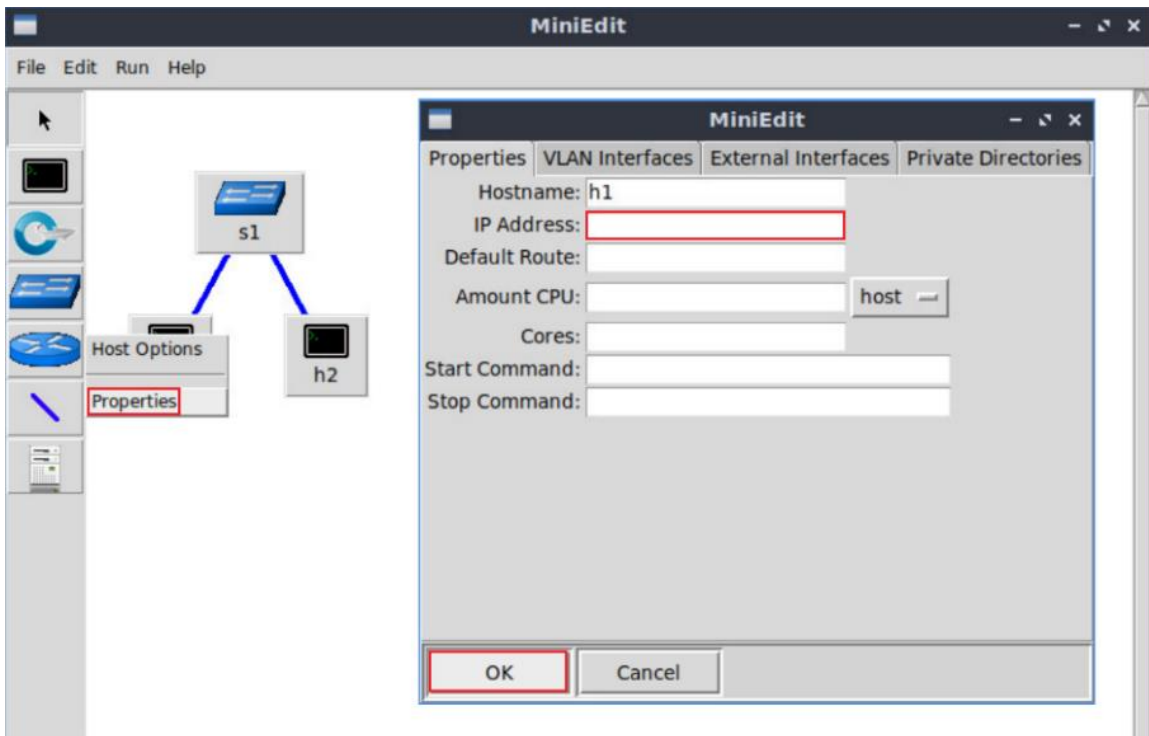 MiniEdit
File Edit Run Help
MiniEdit
Properties VLAN Interfaces External Interfaces Private Directories
Hostname: h1
IP Address:
Default Route:
Amount CPU: host
Cores:
Start Command:
Stop Command:
OK Cancel
s1
h2
Host Options
Properties